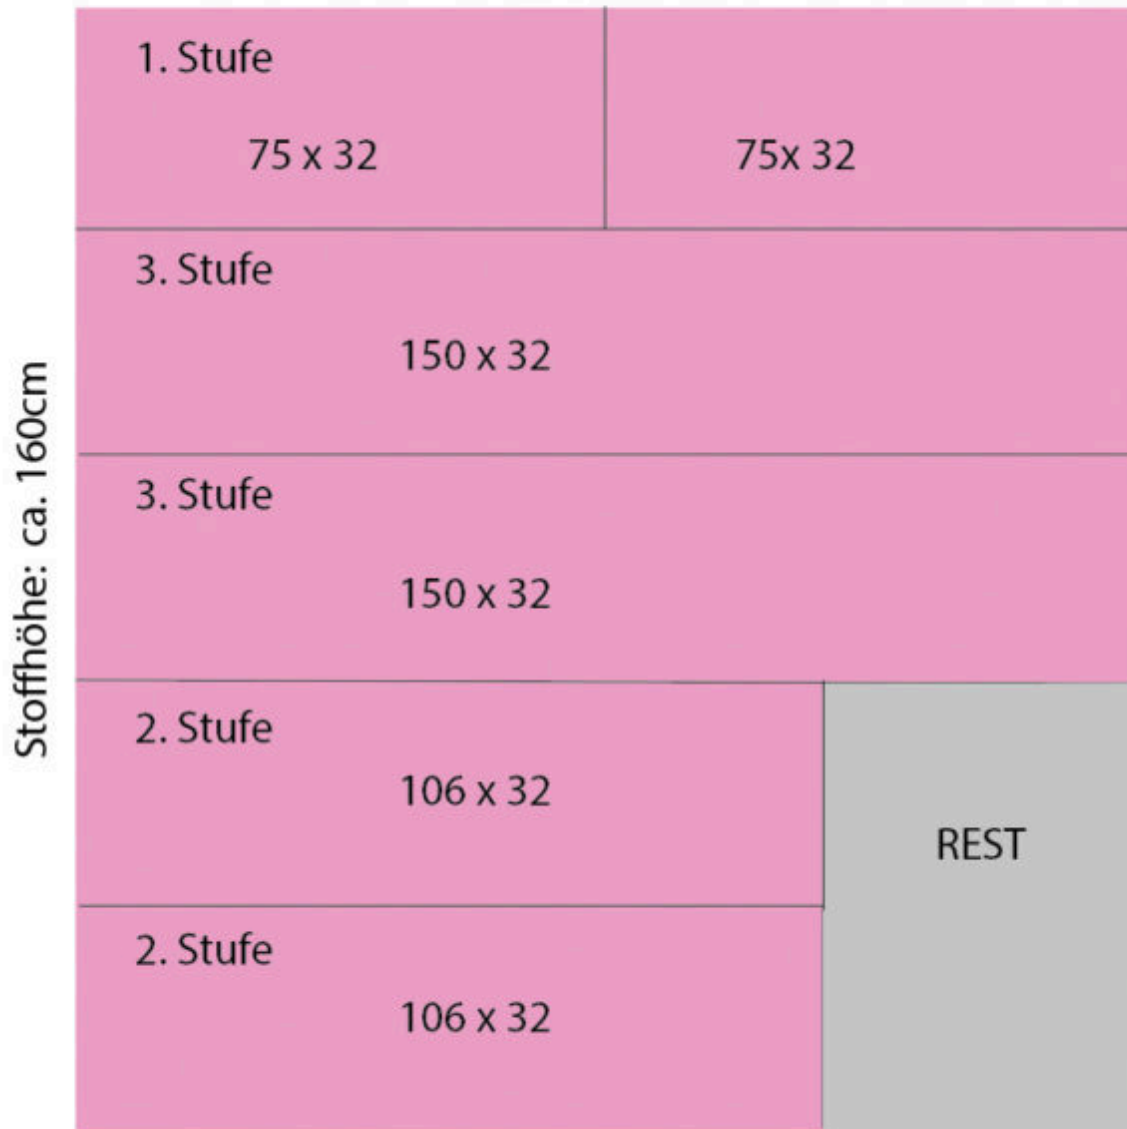 1. Stufe
75 x 32
75x 32
3. Stufe
150 x 32
3. Stufe
150 x 32
Stoffhöhe: ca. 160cm
2. Stufe
106 x 32
REST
2. Stufe
106 x 32